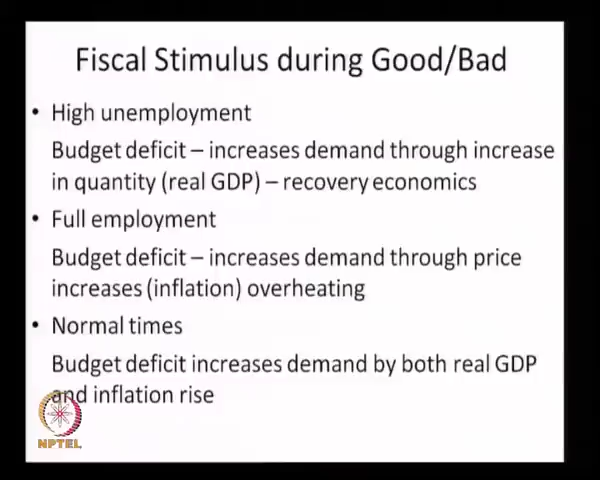 Fiscal Stimulus during Good/Bad
• High unemployment
Budget deficit – increases demand through increase
in quantity (real GDP) – recovery economics
• Full employment
Budget deficit – increases demand through price
increases (inflation) overheating
• Normal times
Budget deficit increases demand by both real GDP
and inflation rise
NPTEL